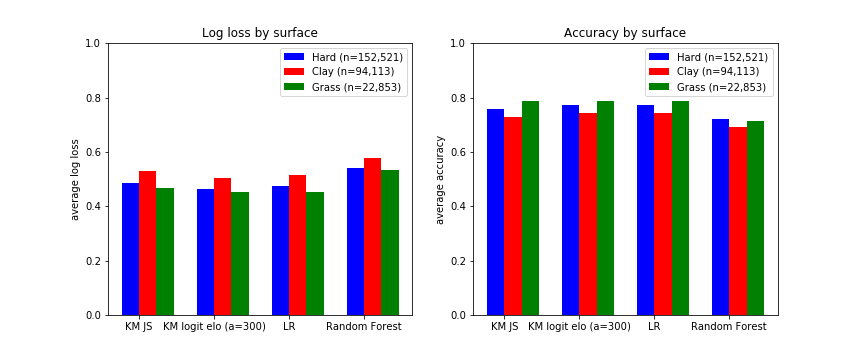 Log loss by surface
average log loss
1.0
0.8
0.6
0.4
0.2
0.0
Hard (n=152,521)
Clay (n=94,113)
Grass (n=22,853)
KM JS
KM logit elo (a=300)
LR
Random Forest
Accuracy by surface
average accuracy
1.0
0.8
0.6
0.4
0.2
0.0
Hard (n=152,521)
Clay (n=94,113)
Grass (n=22,853)
KM JS
KM logit elo (a=300)
LR
Random Forest